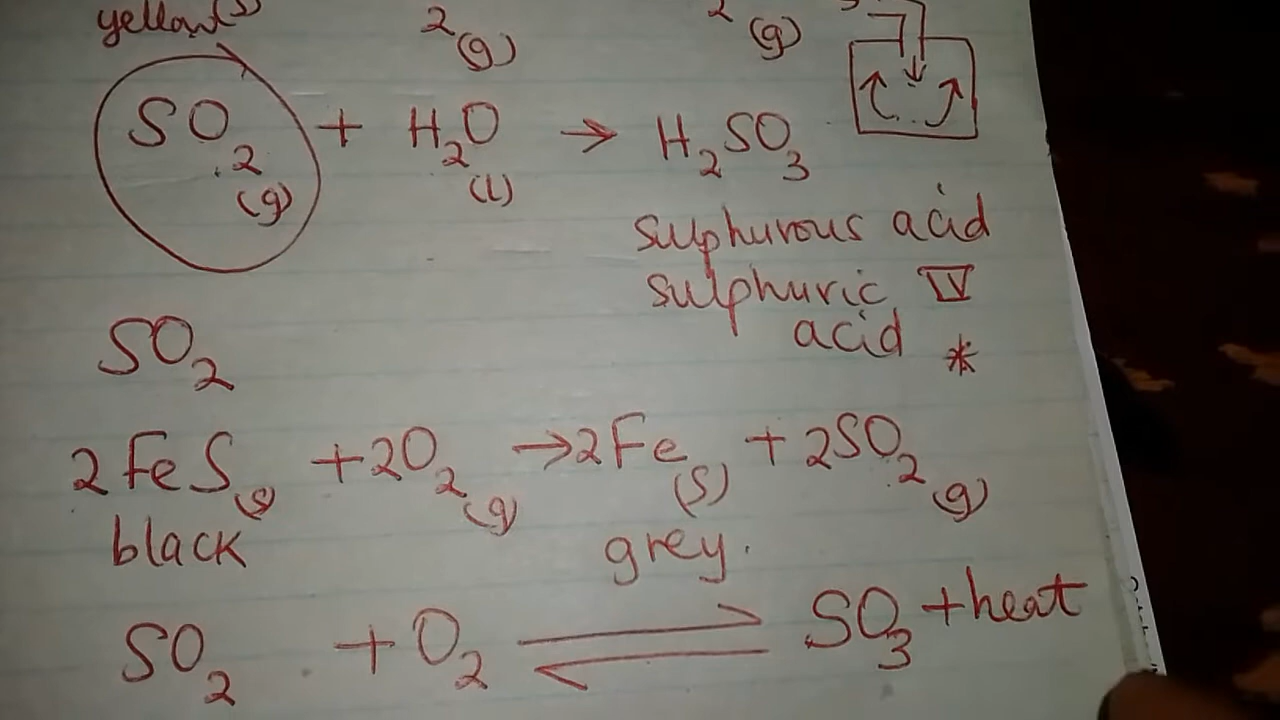 yellow(s) 2(g) 2(g)
SO2(g) + H2O(l) → H2SO3
sulphurous acid
sulphuric IV
acid *
SO2
2FeS(s) + 2O2(g) → 2Fe(s) + 2SO2(g)
black grey.
SO2 + O2 ⇌ SO3 + heat